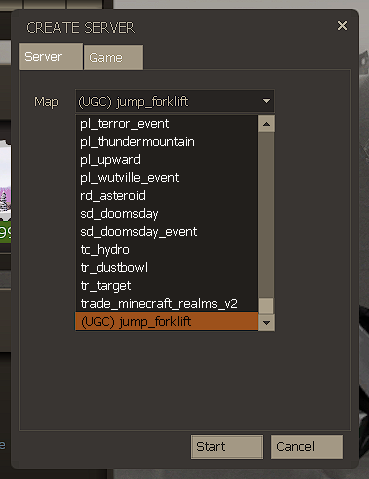 CREATE SERVER
Server
Game
Map
(UGC) jump_forklift
pl_terror_event
pl_thundermountain
pl_upward
pl_wutville_event
rd_asteroid
sd_doomsday
sd_doomsday_event
tc_hydro
tr_dustbowl
tr_target
trade_minecraft_realms_v2
(UGC) jump_forklift
Start
Cancel